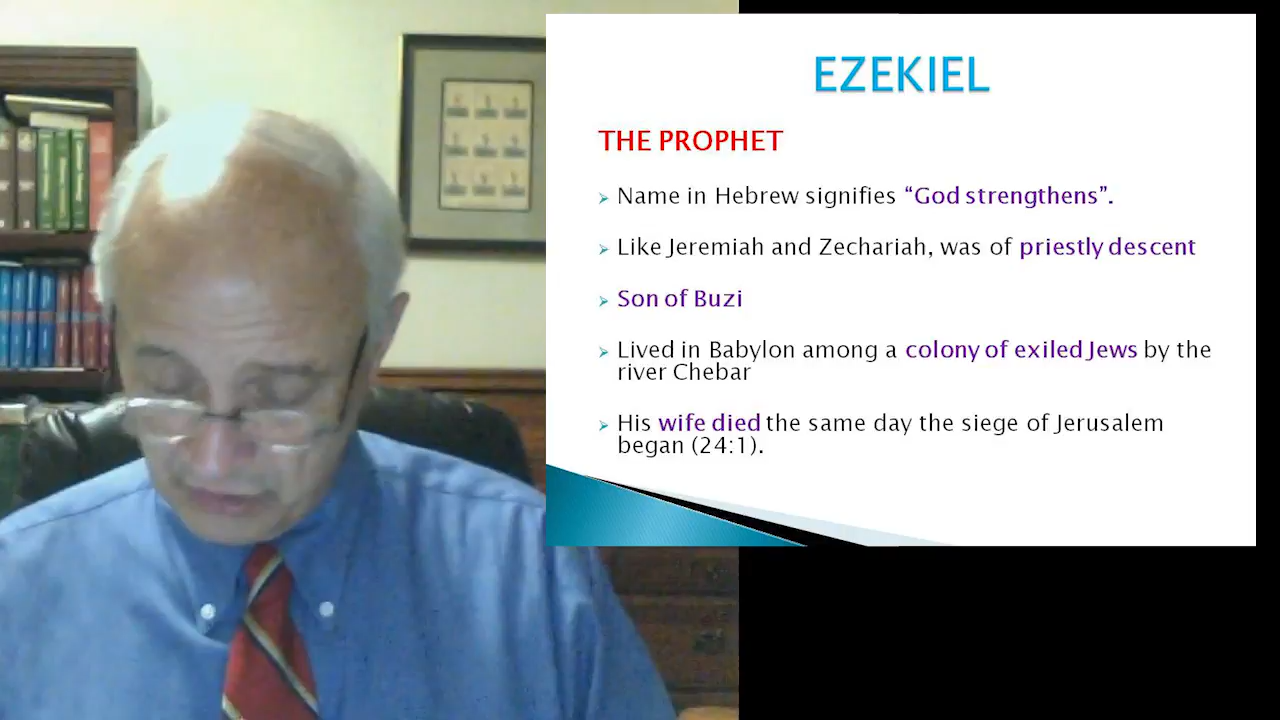 EZEKIEL
THE PROPHET
Name in Hebrew signifies “God strengthens”.
Like Jeremiah and Zechariah, was of priestly descent
Son of Buzi
Lived in Babylon among a colony of exiled Jews by the
river Chebar
His wife died the same day the siege of Jerusalem
began (24:1).